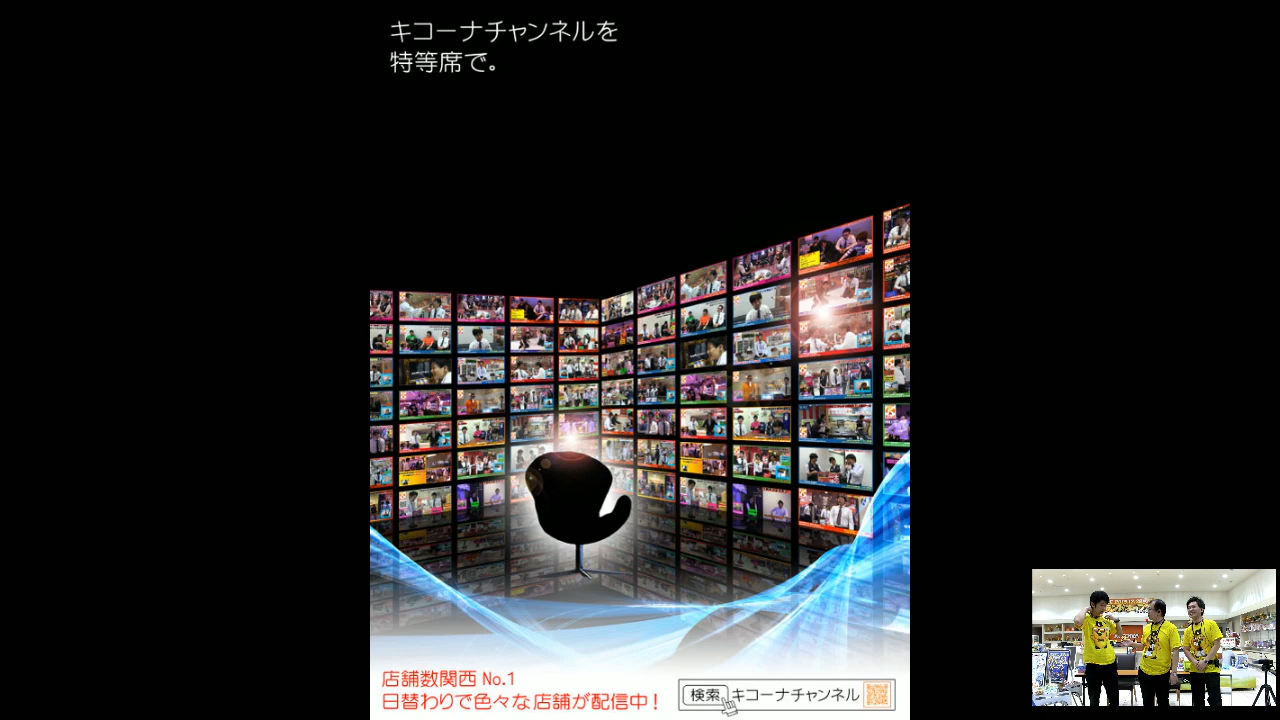 キコーナチャンネルを
特等席で。
店舗数関西 No.1
日替わりで色々な店舗が配信中！
検索 キコーナチャンネル